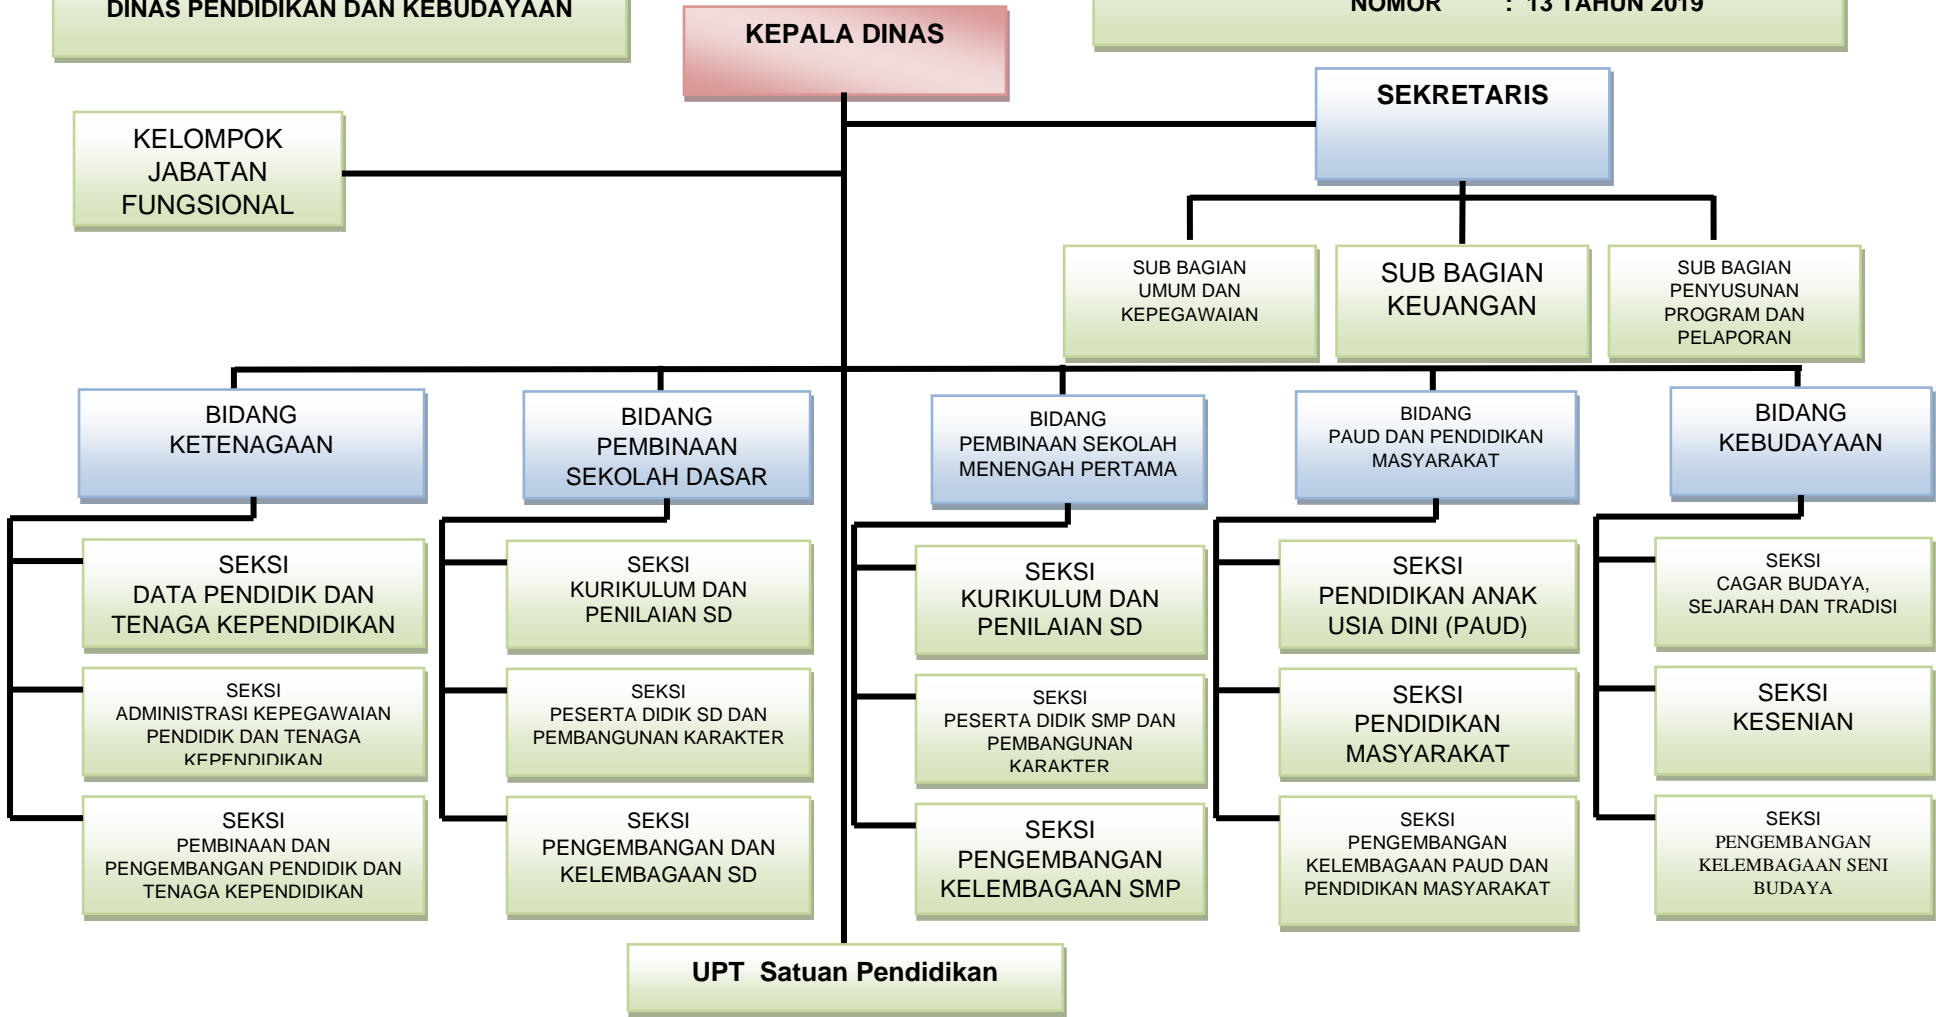 DINAS PENDIDIKAN DAN KEBUDAYAAN
NOMOR : 13 TAHUN 2019
KEPALA DINAS
SEKRETARIS
KELOMPOK
JABATAN
FUNGSIONAL
SUB BAGIAN
UMUM DAN
KEPEGAWAIAN
SUB BAGIAN
KEUANGAN
SUB BAGIAN
PENYUSUNAN
PROGRAM DAN
PELAPORAN
BIDANG
KETENAGAAN
BIDANG
PEMBINAAN
SEKOLAH DASAR
BIDANG
PEMBINAAN SEKOLAH
MENENGAH PERTAMA
BIDANG
PAUD DAN PENDIDIKAN
MASYARAKAT
BIDANG
KEBUDAYAAN
SEKSI
DATA PENDIDIK DAN
TENAGA KEPENDIDIKAN
SEKSI
KURIKULUM DAN
PENILAIAN SD
SEKSI
KURIKULUM DAN
PENILAIAN SD
SEKSI
PENDIDIKAN ANAK
USIA DINI (PAUD)
SEKSI
CAGAR BUDAYA,
SEJARAH DAN TRADISI
SEKSI
ADMINISTRASI KEPEGAWAIAN
PENDIDIK DAN TENAGA
KEPENDIDIKAN
SEKSI
PESERTA DIDIK SD DAN
PEMBANGUNAN KARAKTER
SEKSI
PESERTA DIDIK SMP DAN
PEMBANGUNAN
KARAKTER
SEKSI
PENDIDIKAN
MASYARAKAT
SEKSI
KESENIAN
SEKSI
PEMBINAAN DAN
PENGEMBANGAN PENDIDIK DAN
TENAGA KEPENDIDIKAN
SEKSI
PENGEMBANGAN DAN
KELEMBAGAAN SD
SEKSI
PENGEMBANGAN
KELEMBAGAAN SMP
SEKSI
PENGEMBANGAN
KELEMBAGAAN PAUD DAN
PENDIDIKAN MASYARAKAT
SEKSI
PENGEMBANGAN
KELEMBAGAAN SENI
BUDAYA
UPT Satuan Pendidikan